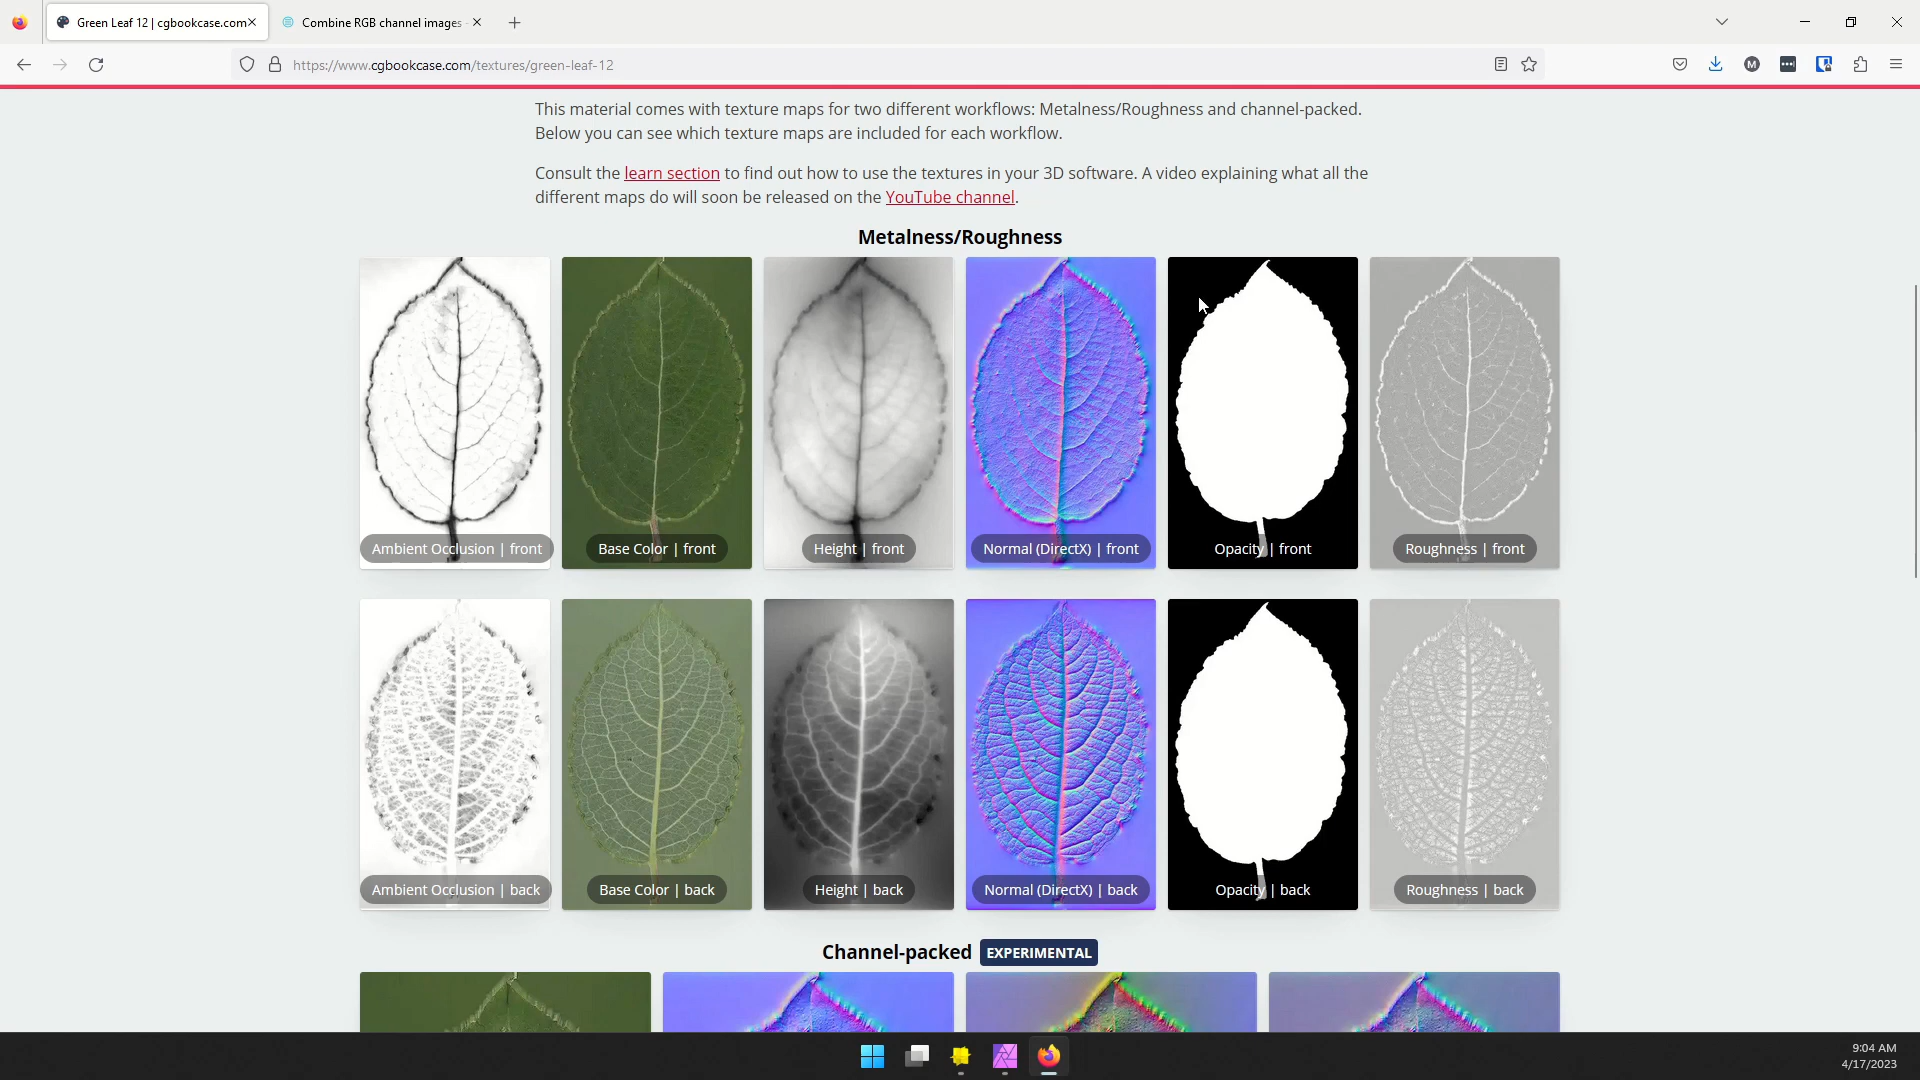 Green Leaf 12 | cgbookcase.com
Combine RGB channel images
https://www.cgbookcase.com/textures/green-leaf-12
M
This material comes with texture maps for two different workflows: Metalness/Roughness and channel-packed.
Below you can see which texture maps are included for each workflow.
Consult the learn section to find out how to use the textures in your 3D software. A video explaining what all the
different maps do will soon be released on the YouTube channel.
Metalness/Roughness
Ambient Occlusion | front
Base Color | front
Height | front
Normal (DirectX) | front
Opacity | front
Roughness | front
Ambient Occlusion | back
Base Color | back
Height | back
Normal (DirectX) | back
Opacity | back
Roughness | back
Channel-packed EXPERIMENTAL
9:04 AM
4/17/2023